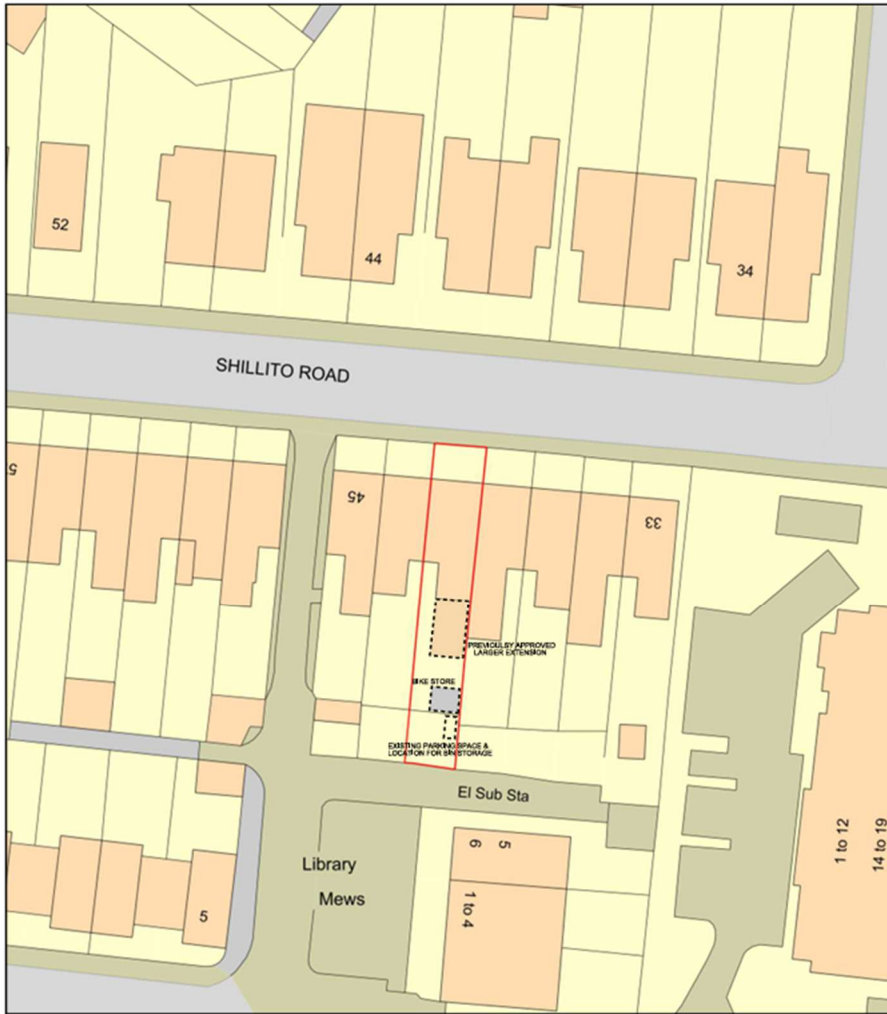 52
44
34
SHILLITO ROAD
5
45
33
PREVIOULSY APPROVED
LARGER EXTENSION
BIKE STORE
EXISTING PARKING SPACE &
LOCATION FOR BIN STORAGE
El Sub Sta
6
5
1 to 12
14 to 19
Library
Mews
1 to 4
5